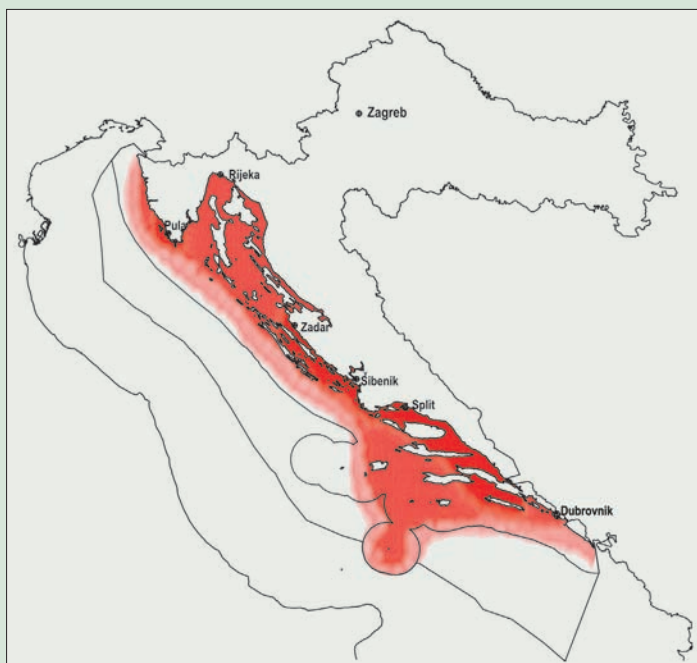 Zagreb
Rijeka
Pula
Zadar
Šibenik
Split
Dubrovnik